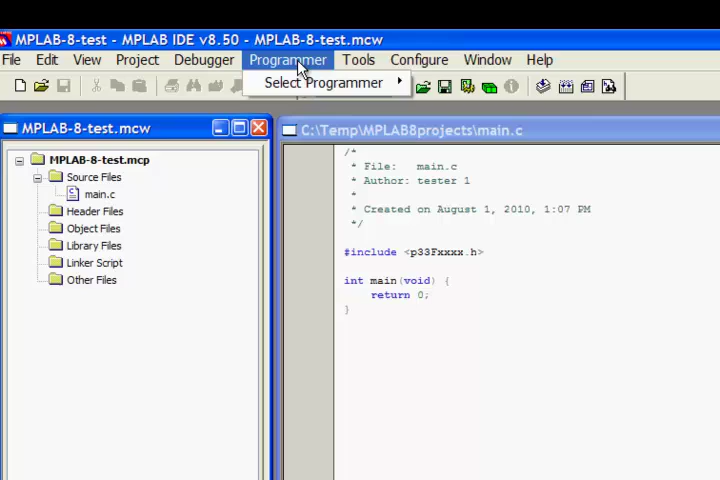 MPLAB-8-test - MPLAB IDE v8.50 - MPLAB-8-test.mcw
File Edit View Project Debugger Programmer Tools Configure Window Help
Select Programmer
MPLAB-8-test.mcw
MPLAB-8-test.mcp
Source Files
main.c
Header Files
Object Files
Library Files
Linker Script
Other Files
C:\Temp\MPLAB8projects\main.c
/*
* File: main.c
* Author: tester 1
*
* Created on August 1, 2010, 1:07 PM
*/
#include <p33Fxxxx.h>
int main(void) {
return 0;
}